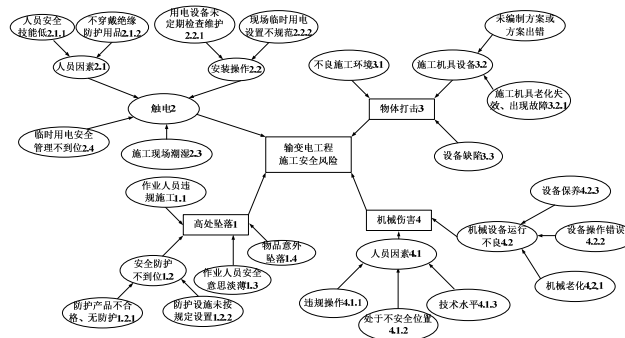 人员安全
技能低2.1.1
不穿戴绝缘
防护用品2.1.2
用电设备未
定期检查维护
2.2.1
现场临时用电
设置不规范2.2.2
未编制方案或
方案出错
人员因素2.1
安装操作2.2
不良施工环境3.1
施工机具设备3.2
触电2
物体打击3
施工机具老化失
效、出现故障3.2.1
临时用电安全
管理不到位2.4
施工现场潮湿2.3
输变电工程
施工安全风险
设备缺陷3.3
作业人员违
规施工1.1
高处坠落1
机械伤害4
设备保养4.2.3
机械设备运行
不良4.2
设备操作错误
4.2.2
物品意外
坠落1.4
人员因素4.1
安全防护
不到位1.2
作业人员安全
意思淡薄1.3
机械老化4.2.1
防护产品不合
格、无防护1.2.1
防护设施未按
规定设置1.2.2
违规操作4.1.1
处于不安全位置
4.1.2
技术水平4.1.3